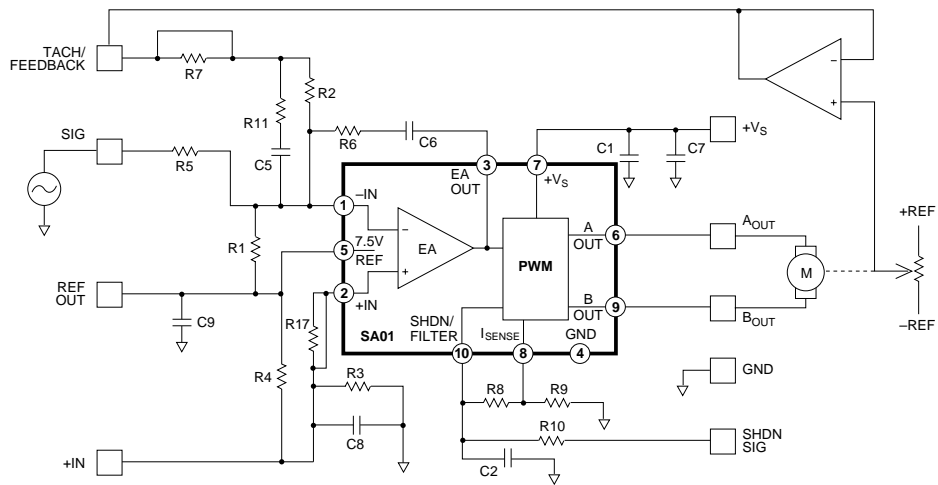 TACH/
FEEDBACK
R7
R2
R11
C5
R6
C6
SIG
R5
R1
REF
OUT
C9
R4
R17
+IN
R3
C8
3
EA
OUT
7
+VS
1
–IN
5
7.5V
REF
2
+IN
EA
PWM
A
OUT
6
B
OUT
9
SHDN/
FILTER
ISENSE
GND
SA01
10
8
4
R8
R9
R10
C2
C1
C7
+VS
AOUT
M
BOUT
GND
SHDN
SIG
–
+
–
+
+REF
–REF